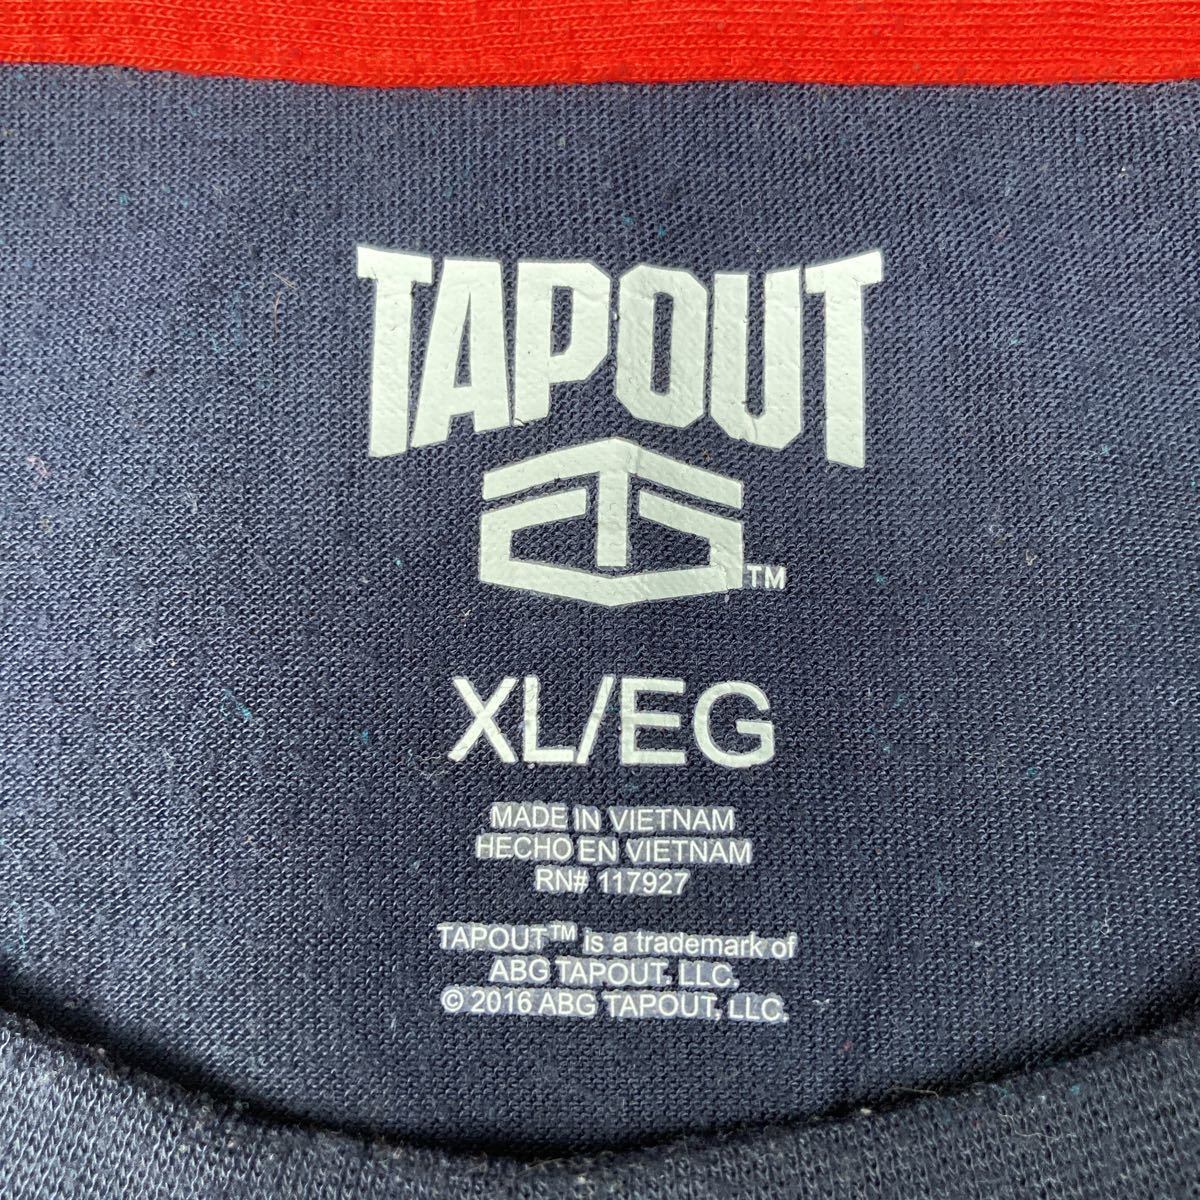 TAPOUT
TM
XL/EG
MADE IN VIETNAM
HECHO EN VIETNAM
RN# 117927
TAPOUT™ is a trademark of
ABG TAPOUT, LLC.
© 2016 ABG TAPOUT, LLC.